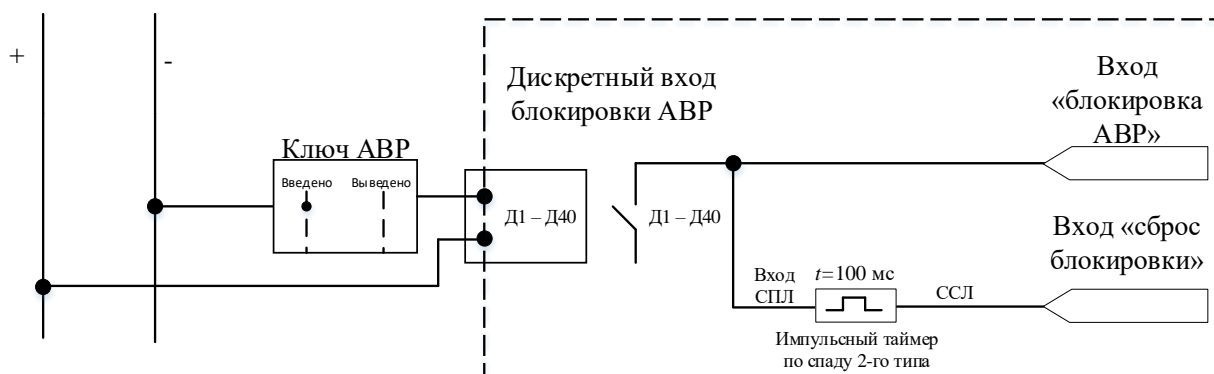 +
-
Дискретный вход
блокировки АВР
Вход
«блокировка
АВР»
Ключ АВР
Введено
Выведено
Д1 – Д40
Д1 – Д40
Вход «сброс
блокировки»
Вход
СПЛ
t=100 мс
ССЛ
Импульсный таймер
по спаду 2-го типа